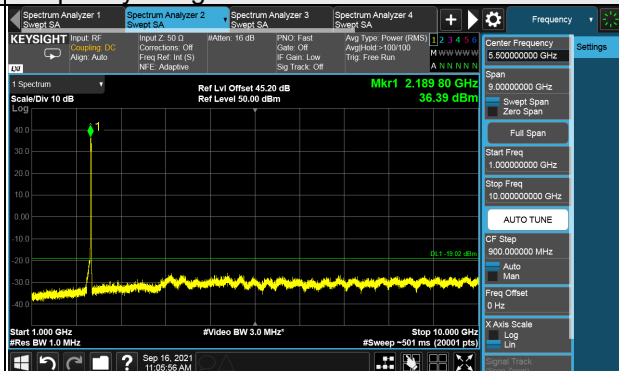 Spectrum Analyzer 1
Swept SA
Spectrum Analyzer 2
Swept SA
Spectrum Analyzer 3
Swept SA
Spectrum Analyzer 4
Swept SA
Frequency
KEYSIGHT
LXI
Input: RF
Coupling: DC
Align: Auto
Input Z: 50 Ω
Corrections: Off
Freq Ref: Int (S)
NFE: Adaptive
#Atten: 16 dB
PNO: Fast
Gate: Off
IF Gain: Low
Sig Track: Off
Avg Type: Power (RMS)
Avg|Hold:>100/100
Trig: Free Run
1 2 3 4 5 6
M W W W W W
A N N N N N
1 Spectrum
Scale/Div 10 dB
Log
Ref Lvl Offset 45.20 dB
Ref Level 50.00 dBm
Mkr1 2.189 80 GHz
36.39 dBm
1
40.0
30.0
20.0
10.0
0.00
-10.0
-20.0
-30.0
-40.0
DL1 -19.02 dBm
Start 1.000 GHz
#Res BW 1.0 MHz
#Video BW 3.0 MHz*
Stop 10.000 GHz
#Sweep ~501 ms (20001 pts)
?
Sep 16, 2021
11:05:56 AM
Center Frequency
5.500000000 GHz
Settings
Span
9.00000000 GHz
Swept Span
Zero Span
Full Span
Start Freq
1.000000000 GHz
Stop Freq
10.000000000 GHz
AUTO TUNE
CF Step
900.000000 MHz
Auto
Man
Freq Offset
0 Hz
X Axis Scale
Log
Lin
Signal Track